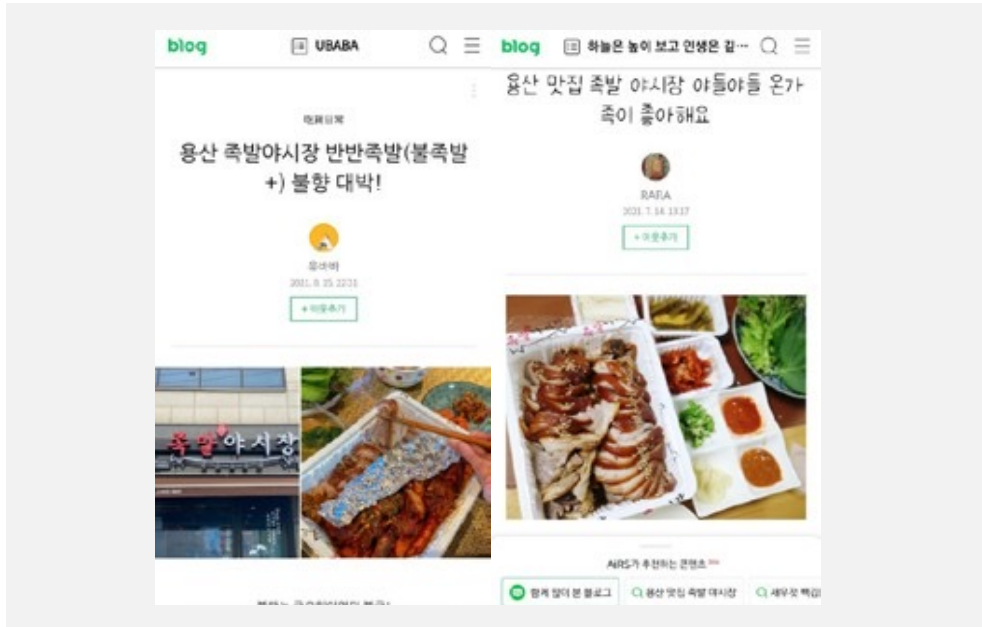 blog
UBABA
용산 족발야시장 반반족발(불족발
+) 불향 대박!
유바바
+ 이웃추가
족발야시장
blog
하늘은 높이 보고 인생은 길…
용산 맛집 족발 야시장 야들야들 온가
족이 좋아해요
RARA
2021. 7. 14. 13:27
+ 이웃추가
AiRS가 추천하는 콘텐츠
함께 많이 본 블로그
용산 맛집 족발 야시장